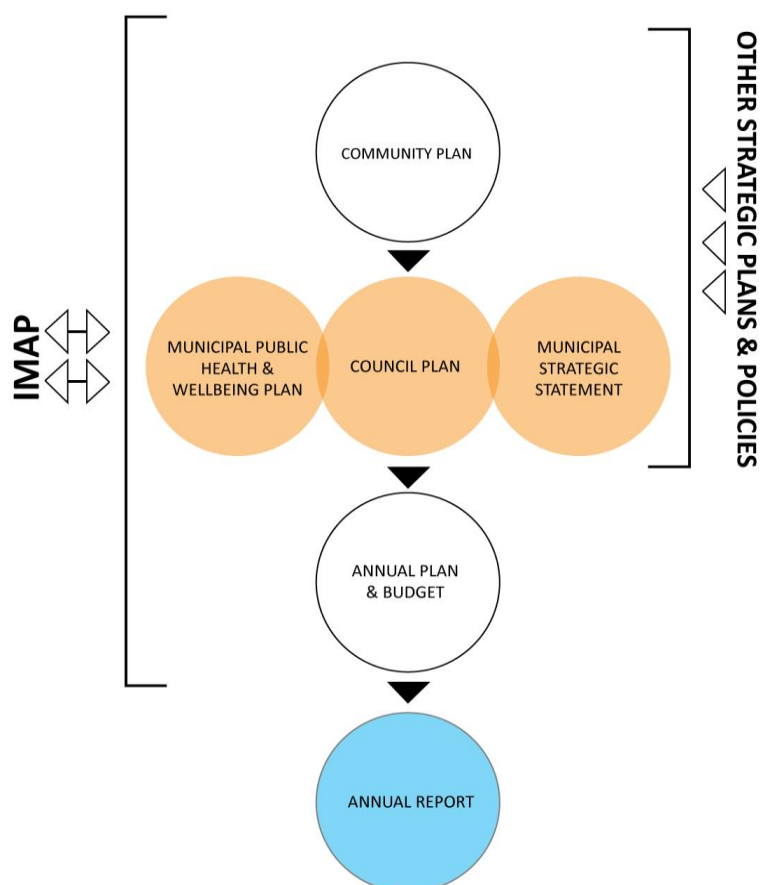 COMMUNITY PLAN
MUNICIPAL PUBLIC
HEALTH &
WELLBEING PLAN
COUNCIL PLAN
MUNICIPAL
STRATEGIC
STATEMENT
ANNUAL PLAN
& BUDGET
ANNUAL REPORT
IMAP
OTHER STRATEGIC PLANS & POLICIES